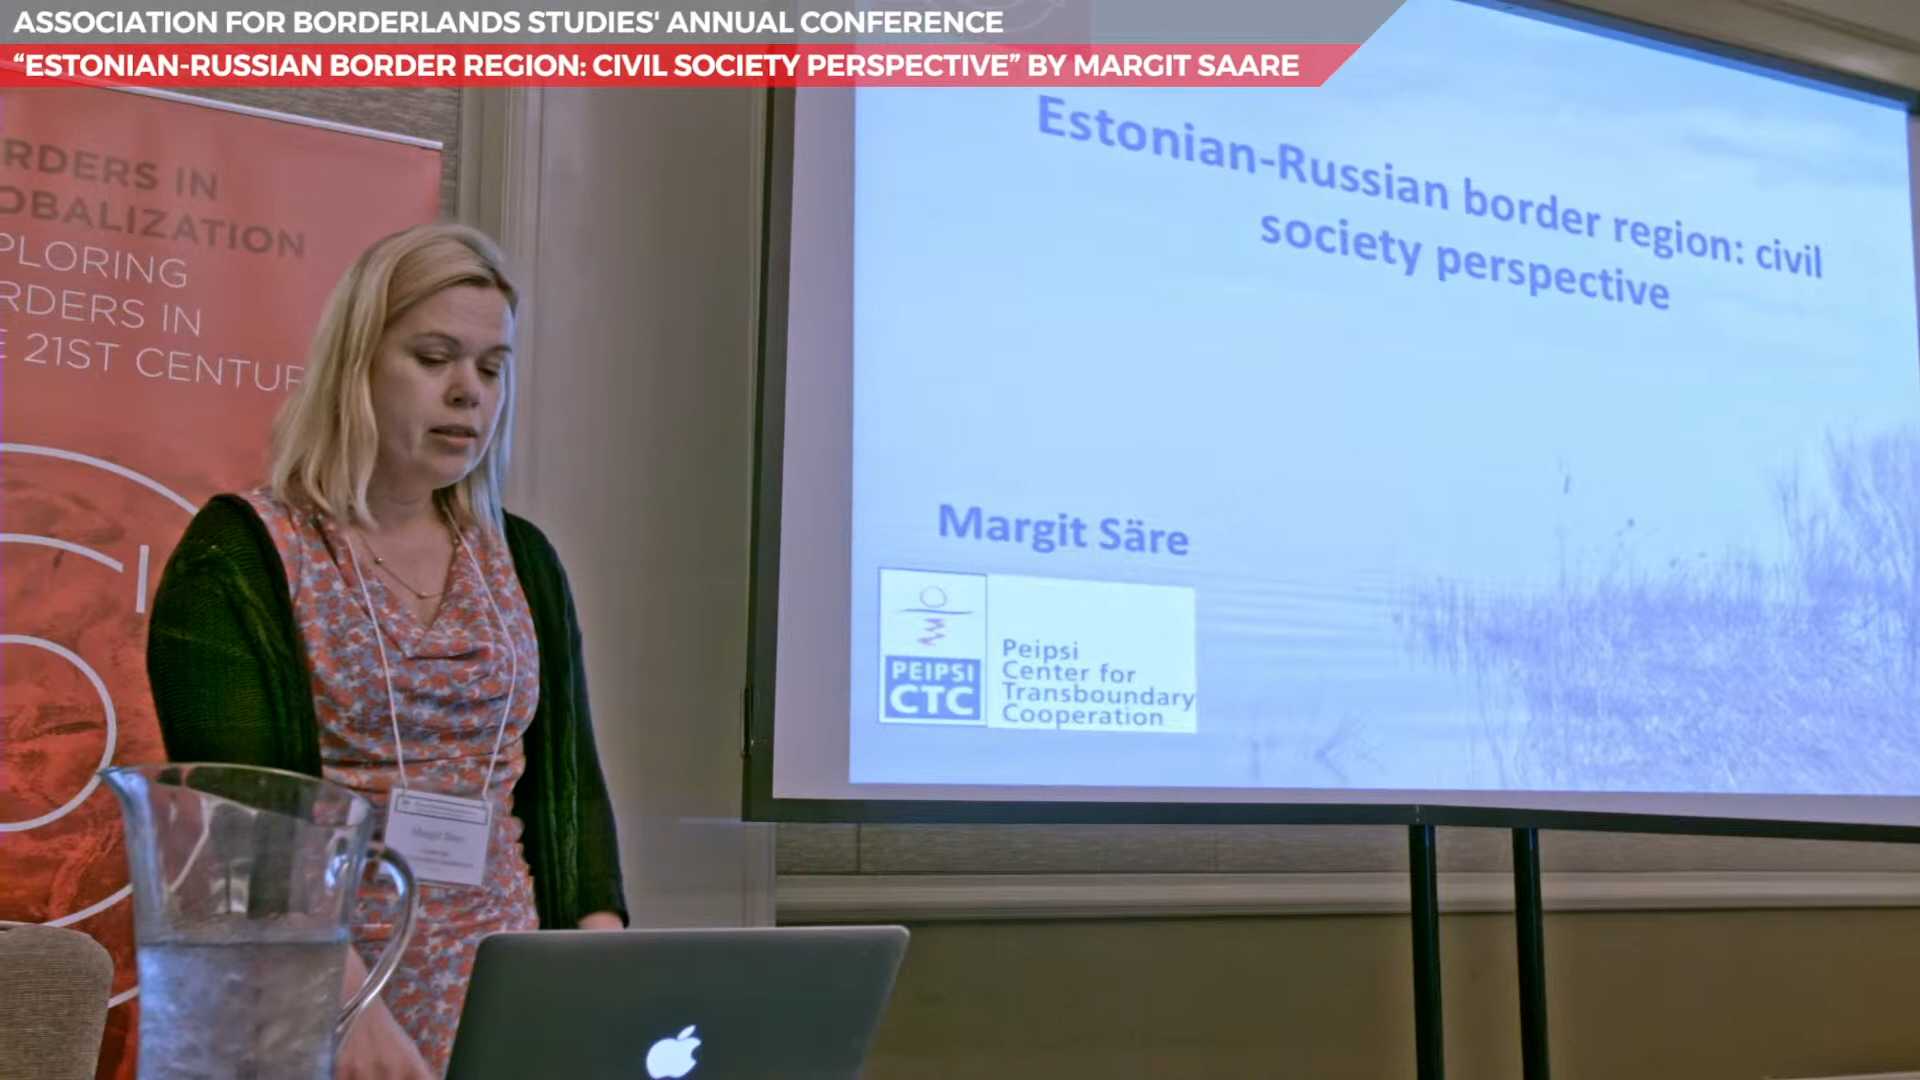 ASSOCIATION FOR BORDERLANDS STUDIES' ANNUAL CONFERENCE
“ESTONIAN-RUSSIAN BORDER REGION: CIVIL SOCIETY PERSPECTIVE” BY MARGIT SAARE
RDERS IN
OBALIZATION
PLORING
RDERS IN
E 21ST CENTUR
Estonian-Russian border region: civil
society perspective
Margit Säre
PEIPSI
CTC
Peipsi
Center for
Transboundary
Cooperation